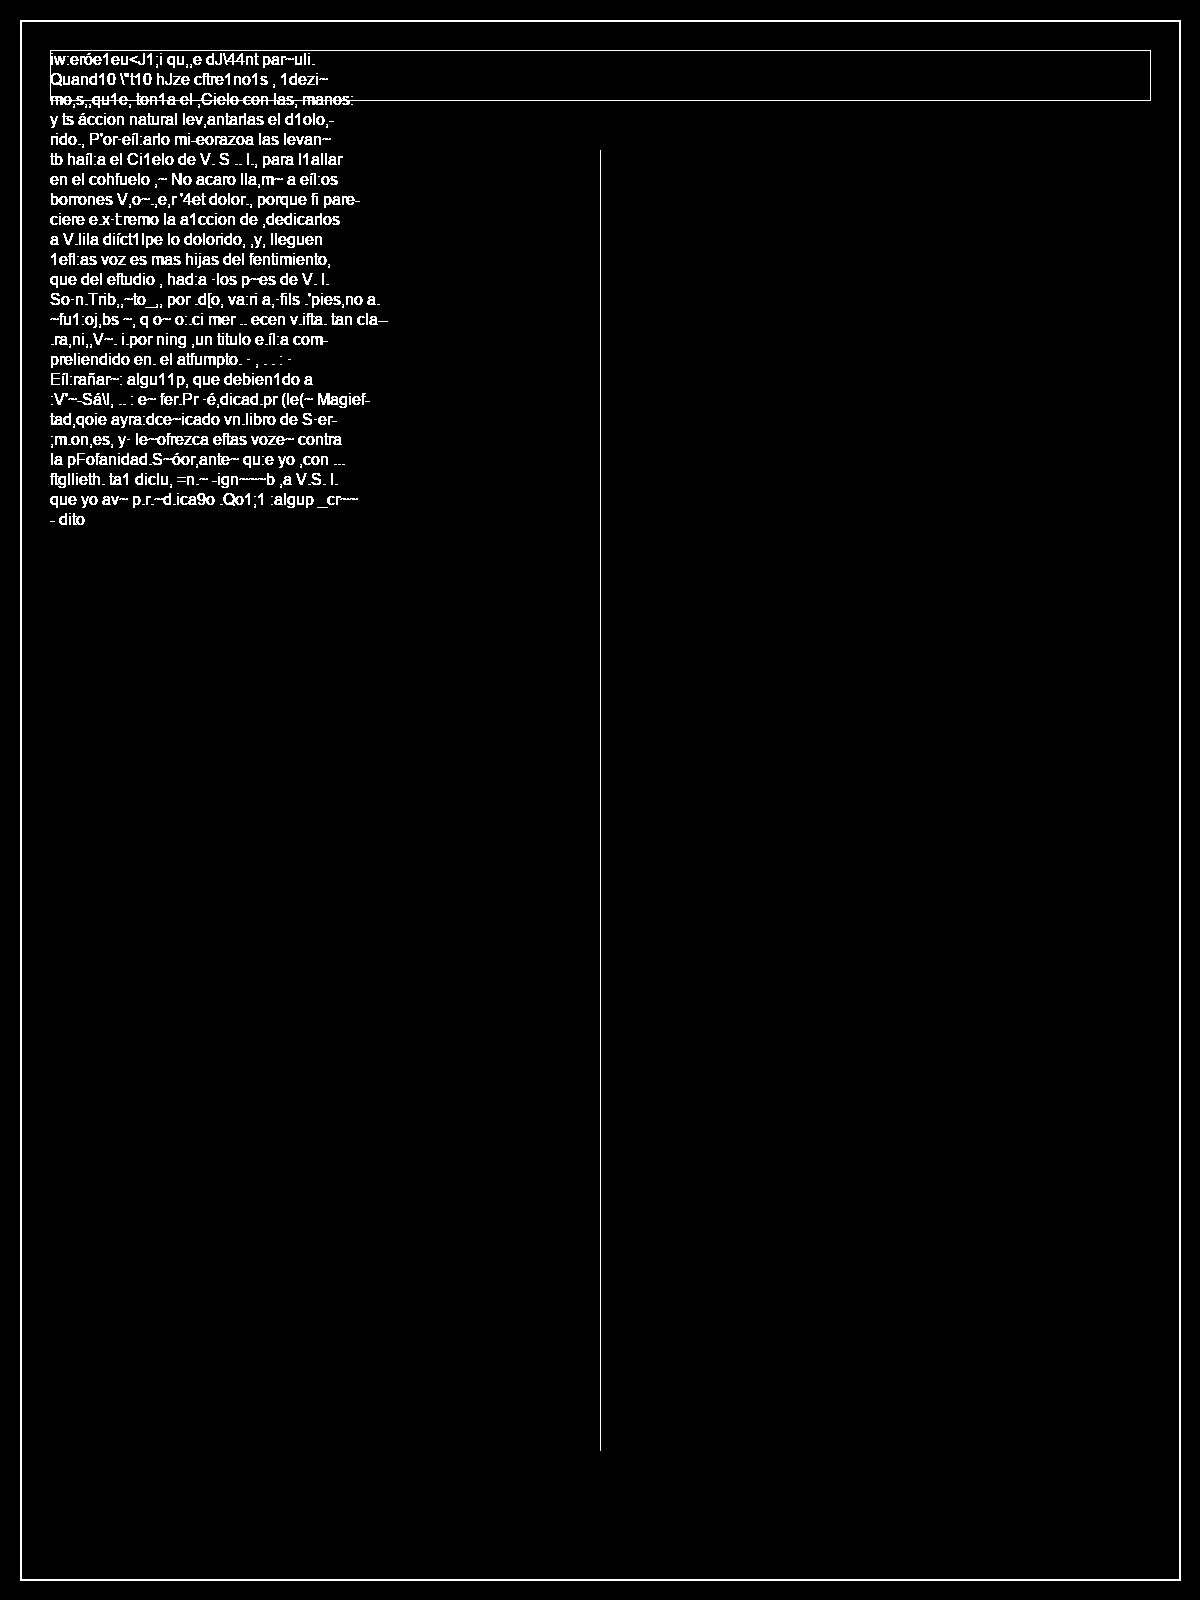 iw:eróe1eu<J1;i qu,,e dJ\44nt par~uli.
Quand10 \"t10 hJze cftre1no1s , 1dezi~
mo,s,,qu1e, ton1a el ,Cielo con las, manos:
y ts áccion natural lev,antarlas el d1olo,-
rido., P'or-eíl:arlo mi-eorazoa las levan~
tb haíl:a el Ci1elo de V. S .. I., para l1allar
en el cohfuelo ,~ No acaro lla,m~ a eíl:os
borrones V,o~.,e,r '4et dolor., porque fi pare-
ciere e.x-t:remo la a1ccion de ,dedicarlos
a V.lila diíct1lpe lo dolorido, ,y, lleguen
1efl:as voz es mas hijas del fentimiento,
que del eftudio , had:a -los p~es de V. I.
So-n.Trib,,~to_,, por .d[o, va:ri a,-fils .'pies,no a.
~fu1:oj,bs ~, q o~ o:.ci mer .. ecen v.ifta. tan cla--
.ra,ni,,V~. i.por ning ,un titulo e.íl:a com-
preliendido en. el atfumpto. - , . . : -
Eíl:rañar~: algu11p, que debien1do a
:V'~-Sá\l, .. : e~ fer.Pr -é,dicad.pr (le(~ Magief-
tad,qoie ayra:dce~icado vn.libro de S-er-
;m.on,es, y- le~ofrezca eftas voze~ contra
la pFofanidad.S~óor,ante~ qu:e yo ,con ...
ftgllieth. ta1 diclu, =n.~ -ign~~~b ,a V.S. I.
que yo av~ p.r.~d.ica9o .Qo1;1 :algup _cr~~
- dito